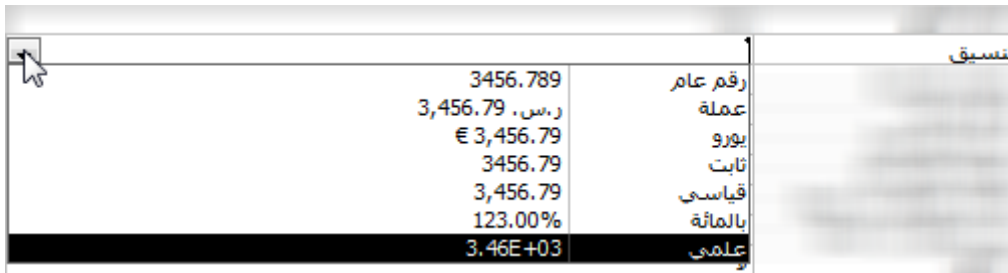 تنسيق
رقم عام 3456.789
عملة ر.س. 3,456.79
يورو € 3,456.79
ثابت 3456.79
قياسي 3,456.79
بالمائة 123.00%
علمي 3.46E+03